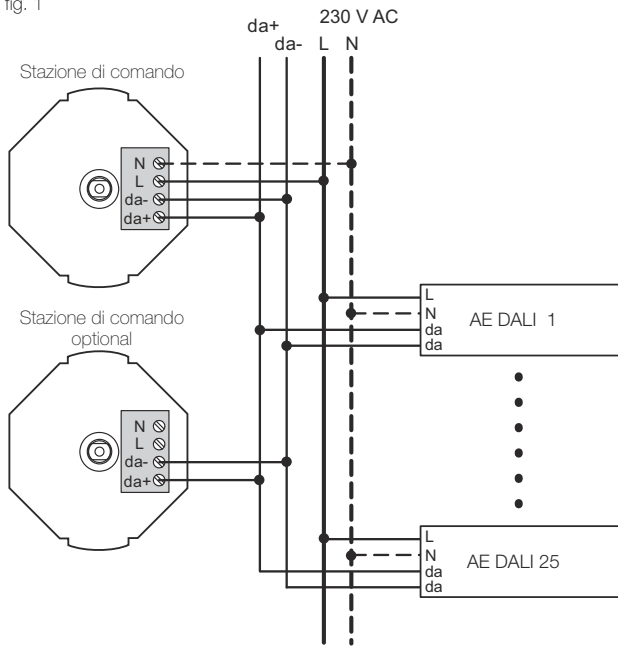 fig. 1
230 V AC
da+
da- L N
Stazione di comando
N
L
da-
da+
L
N
da
da
AE DALI 1
Stazione di comando
optional
N
L
da-
da+
L
N
da
da
AE DALI 25